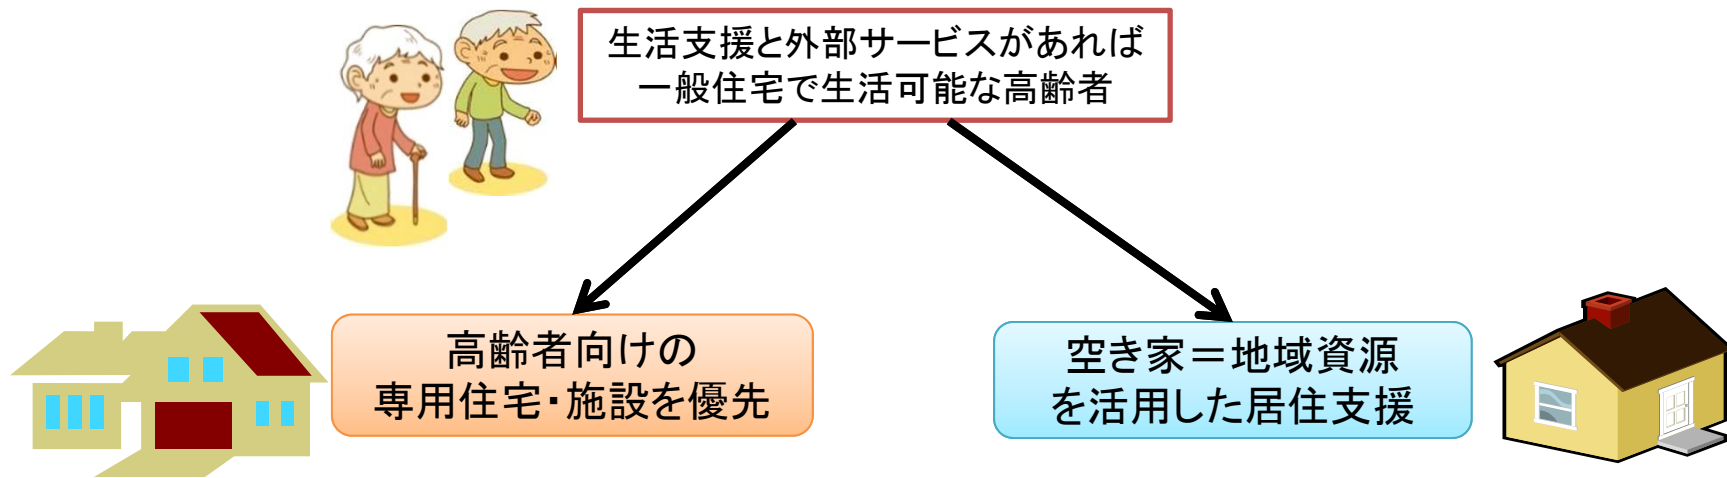 生活支援と外部サービスがあれば
一般住宅で生活可能な高齢者
高齢者向けの
専用住宅・施設を優先
空き家＝地域資源
を活用した居住支援